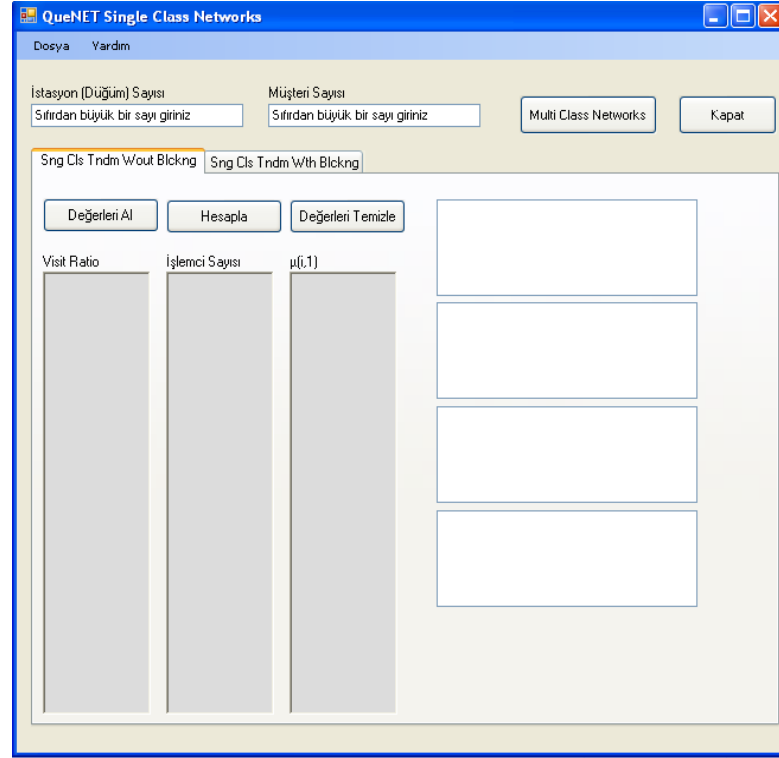 QueNET Single Class Networks
Dosya Yardım
İstasyon (Düğüm) Sayısı Müşteri Sayısı
Sıfırdan büyük bir sayı giriniz Sıfırdan büyük bir sayı giriniz Multi Class Networks Kapat
Sng Cls Tndm Wout Blckng Sng Cls Tndm Wth Blckng
Değerleri Al Hesapla Değerleri Temizle
Visit Ratio İşlemci Sayısı µ(i,1)